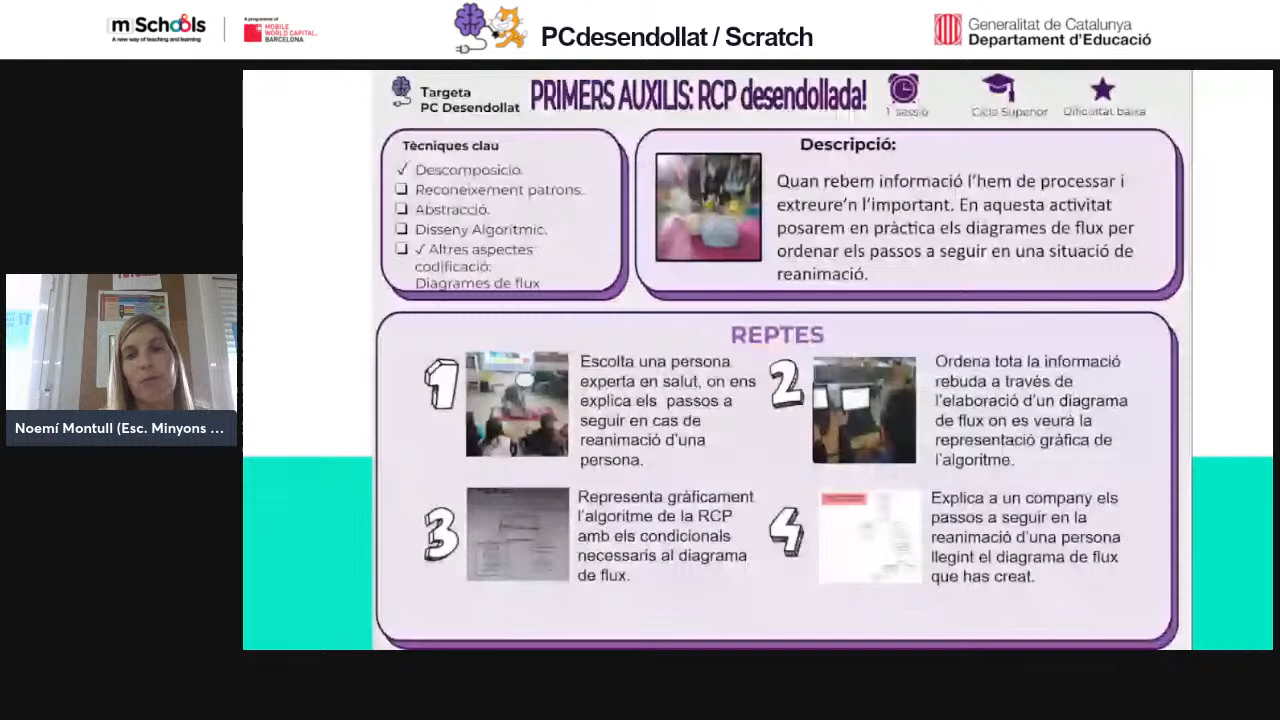 mSchools
A new way of teaching and learning
A programme of
MOBILE
WORLD CAPITAL
BARCELONA
PCdesendollat / Scratch
Generalitat de Catalunya
Departament d'Educació
Targeta
PC Desendollat
PRIMERS AUXILIS: RCP desendollada!
1 sessió
Cicle Superior
Dificultat baixa
Tècniques clau
✓ Descomposició.
❑ Reconeixement patrons.
❑ Abstracció.
❑ Disseny Algorítmic.
❑ ✓ Altres aspectes
codificació:
Diagrames de flux
Descripció:
Quan rebem informació l'hem de processar i
extreure'n l'important. En aquesta activitat
posarem en pràctica els diagrames de flux per
ordenar els passos a seguir en una situació de
reanimació.
REPTES
1
Escolta una persona
experta en salut, on ens
explica els passos a
seguir en cas de
reanimació d'una
persona.
2
Ordena tota la informació
rebuda a través de
l'elaboració d'un diagrama
de flux on es veurà la
representació gràfica de
l'algoritme.
3
Representa gràficament
l'algoritme de la RCP
amb els condicionals
necessaris al diagrama
de flux.
4
Explica a un company els
passos a seguir en la
reanimació d'una persona
llegint el diagrama de flux
que has creat.
Noemí Montull (Esc. Minyons ...